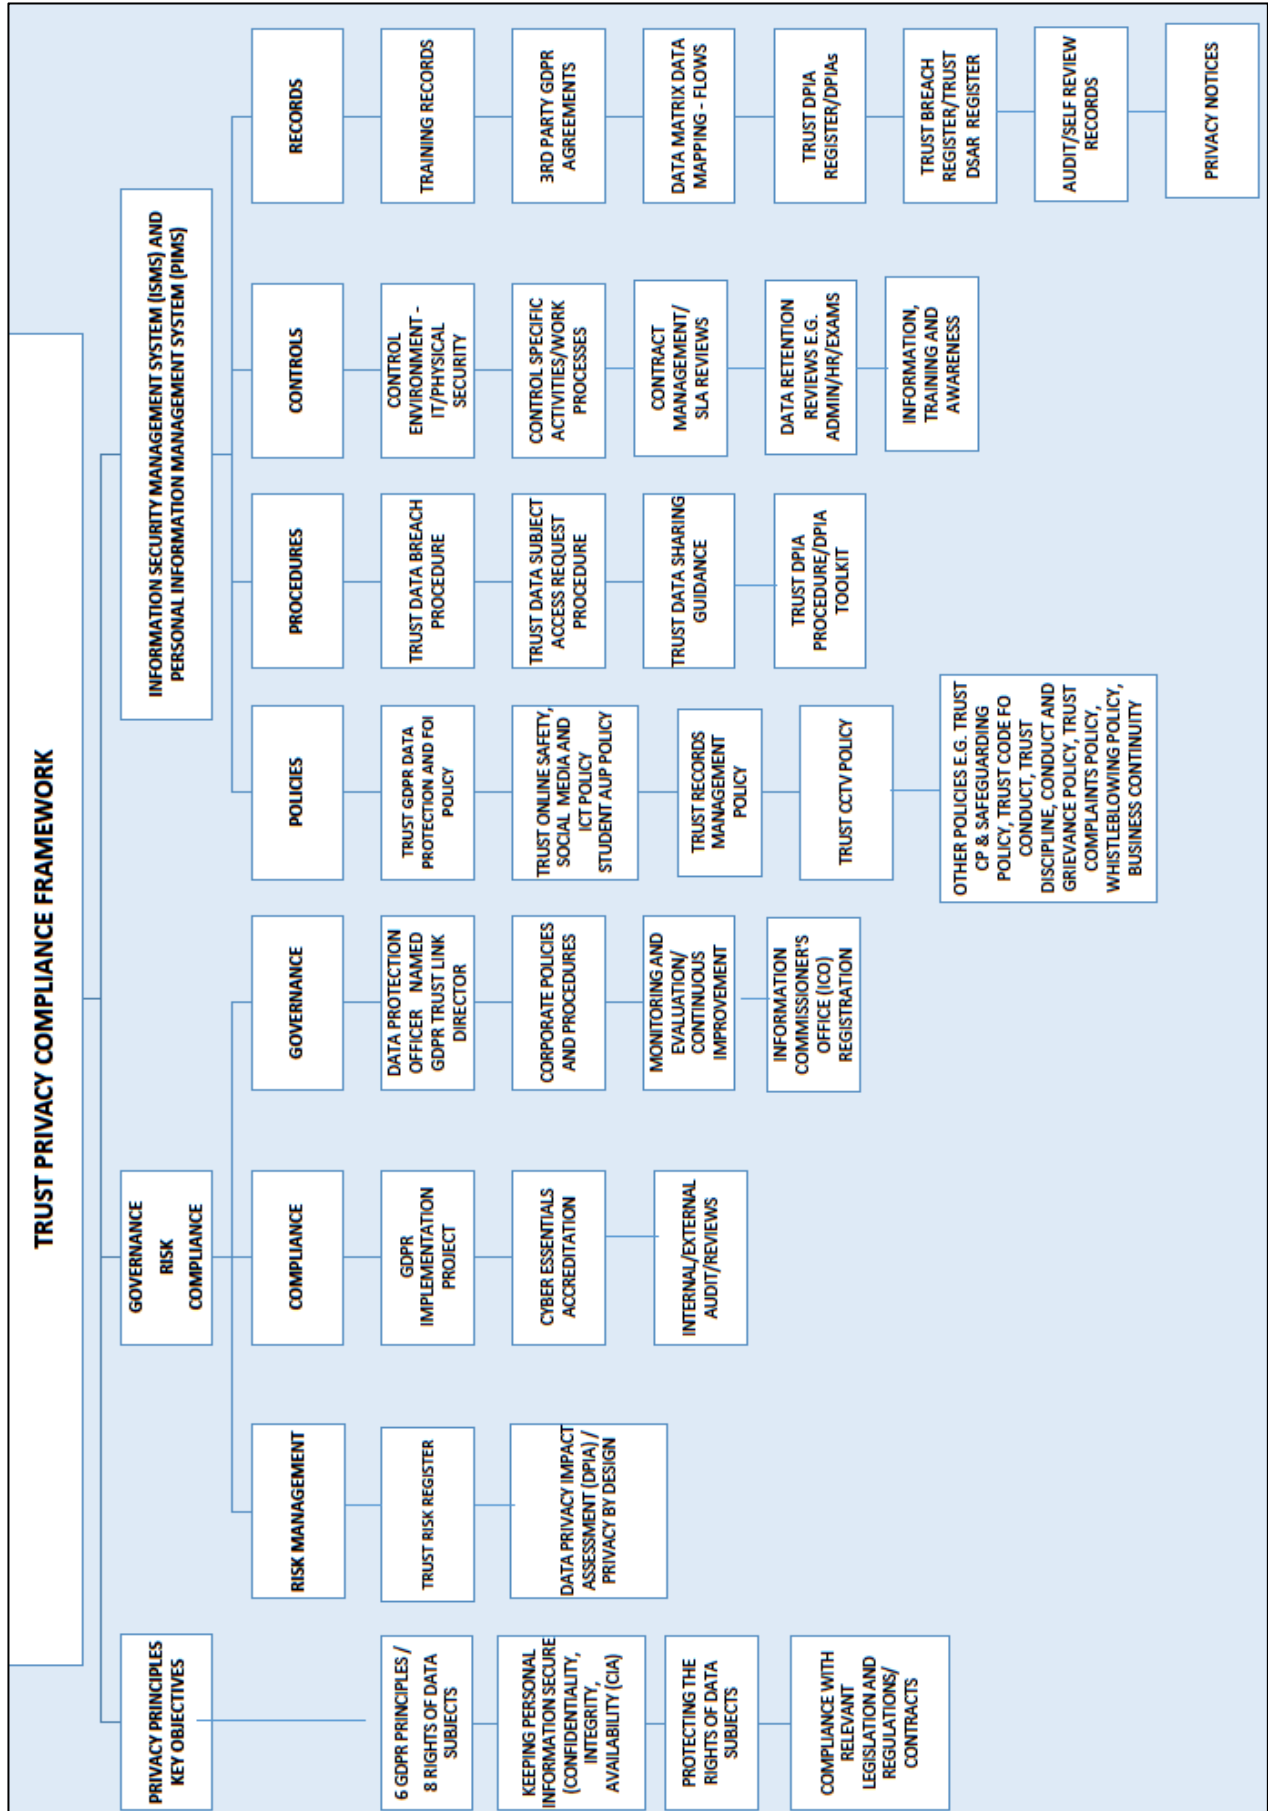 TRUST PRIVACY COMPLIANCE FRAMEWORK
PRIVACY PRINCIPLES
KEY OBJECTIVES
6 GDPR PRINCIPLES /
8 RIGHTS OF DATA
SUBJECTS
KEEPING PERSONAL
INFORMATION SECURE
(CONFIDENTIALITY,
INTEGRITY,
AVAILABILITY (CIA)
PROTECTING THE
RIGHTS OF DATA
SUBJECTS
COMPLIANCE WITH
RELEVANT
LEGISLATION AND
REGULATIONS/
CONTRACTS
GOVERNANCE
RISK
COMPLIANCE
RISK MANAGEMENT
TRUST RISK REGISTER
DATA PRIVACY IMPACT
ASSESSMENT (DPIA) /
PRIVACY BY DESIGN
COMPLIANCE
GDPR
IMPLEMENTATION
PROJECT
CYBER ESSENTIALS
ACCREDITATION
INTERNAL/EXTERNAL
AUDIT/REVIEWS
GOVERNAINCE
DATA PROTECTION
OFFICER NAMED
GDPR TRUST LINK
DIRECTOR
CORPORATE POLICIES
AND PROCEDURES
MONITORING AND
EVALUATION/
CONTINUOUS
IMPROVEMENT
INFORMATION
COMMISSIONER'S
OFFICE (ICO)
REGISTRATION
INFORMATION SECURITY MANAGEMENT SYSTEM (ISMS) AND
PERSONAL INFORMATION MANAGEMENT SYSTEM (PIMS)
POLICIES
TRUST GDPR DATA
PROTECTION AND FOI
POLICY
TRUST ONLINE SAFETY,
SOCIAL MEDIA AND
ICT POLICY
STUDENT AUP POLICY
TRUST RECORDS
MANAGEMENT
POLICY
TRUST CCTV POLICY
OTHER POLICIES E.G. TRUST
CP & SAFEGUARDING
POLICY, TRUST CODE FO
CONDUCT, TRUST
DISCIPLINE, CONDUCT AND
GRIEVANCE POLICY, TRUST
COMPLAINTS POLICY,
WHISTLEBLOWING POLICY,
BUSINESS CONTINUITY
PROCEDURES
TRUST DATA BREACH
PROCEDURE
TRUST DATA SUBJECT
ACCESS REQUEST
PROCEDURE
TRUST DATA SHARING
GUIDANCE
TRUST DPIA
PROCEDURE/DPIA
TOOLKIT
CONTROLS
CONTROL
ENVIRONMENT -
IT/PHYSICAL
SECURITY
CONTROL SPECIFIC
ACTIVITIES/WORK
PROCESSES
CONTRACT
MANAGEMENT/
SLA REVIEWS
DATA RETENTION
REVIEWS E.G.
ADMIN/HR/EXAMS
INFORMATION,
TRAINING AND
AWARENESS
RECORDS
TRAINING RECORDS
3RD PARTY GDPR
AGREEMENTS
DATA MATRIX DATA
MAPPING - FLOWS
TRUST DPIA
REGISTER/DPIAs
TRUST BREACH
REGISTER/TRUST
DSAR REGISTER
AUDIT/SELF REVIEW
RECORDS
PRIVACY NOTICES